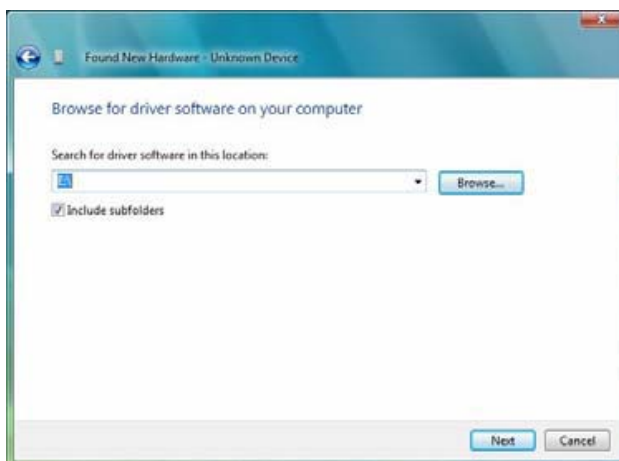 Found New Hardware - Unknown Device
Browse for driver software on your computer
Search for driver software in this location:
Browse...
Include subfolders
Next
Cancel